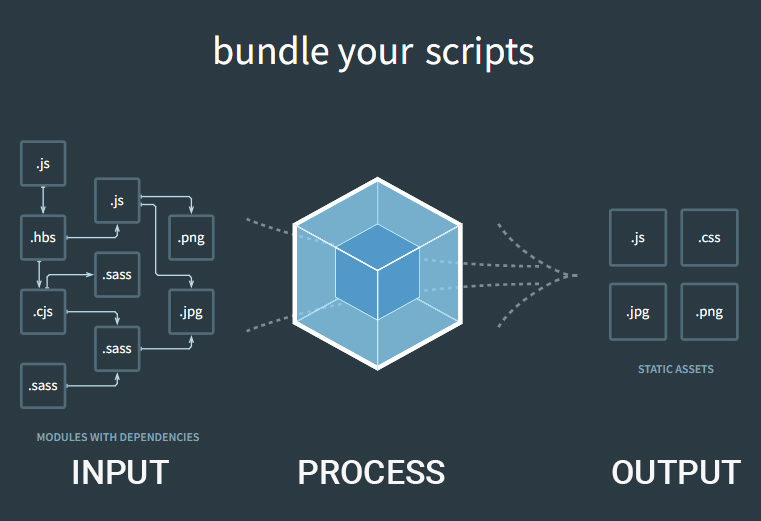 bundle your scripts
.js
.js
.hbs
.png
.sass
.cjs
.jpg
.sass
.sass
MODULES WITH DEPENDENCIES
INPUT
PROCESS
.js
.css
.jpg
.png
STATIC ASSETS
OUTPUT